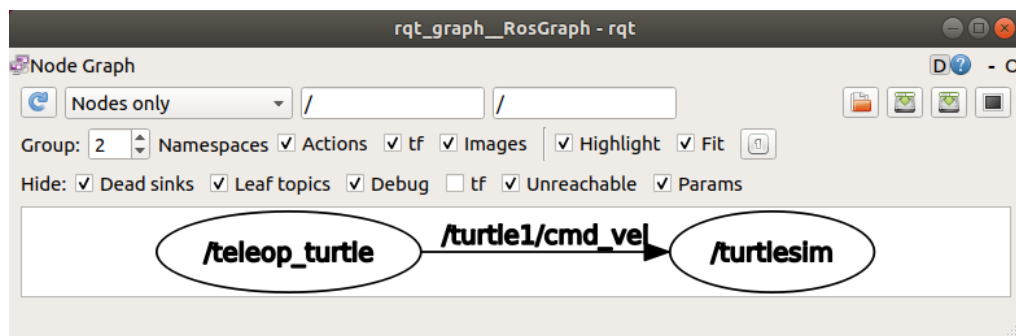 rqt_graph__RosGraph - rqt
Node Graph D ? - O
Nodes only / /
Group: 2 Namespaces Actions tf Images Highlight Fit
Hide: Dead sinks Leaf topics Debug tf Unreachable Params
/teleop_turtle /turtle1/cmd_vel /turtlesim